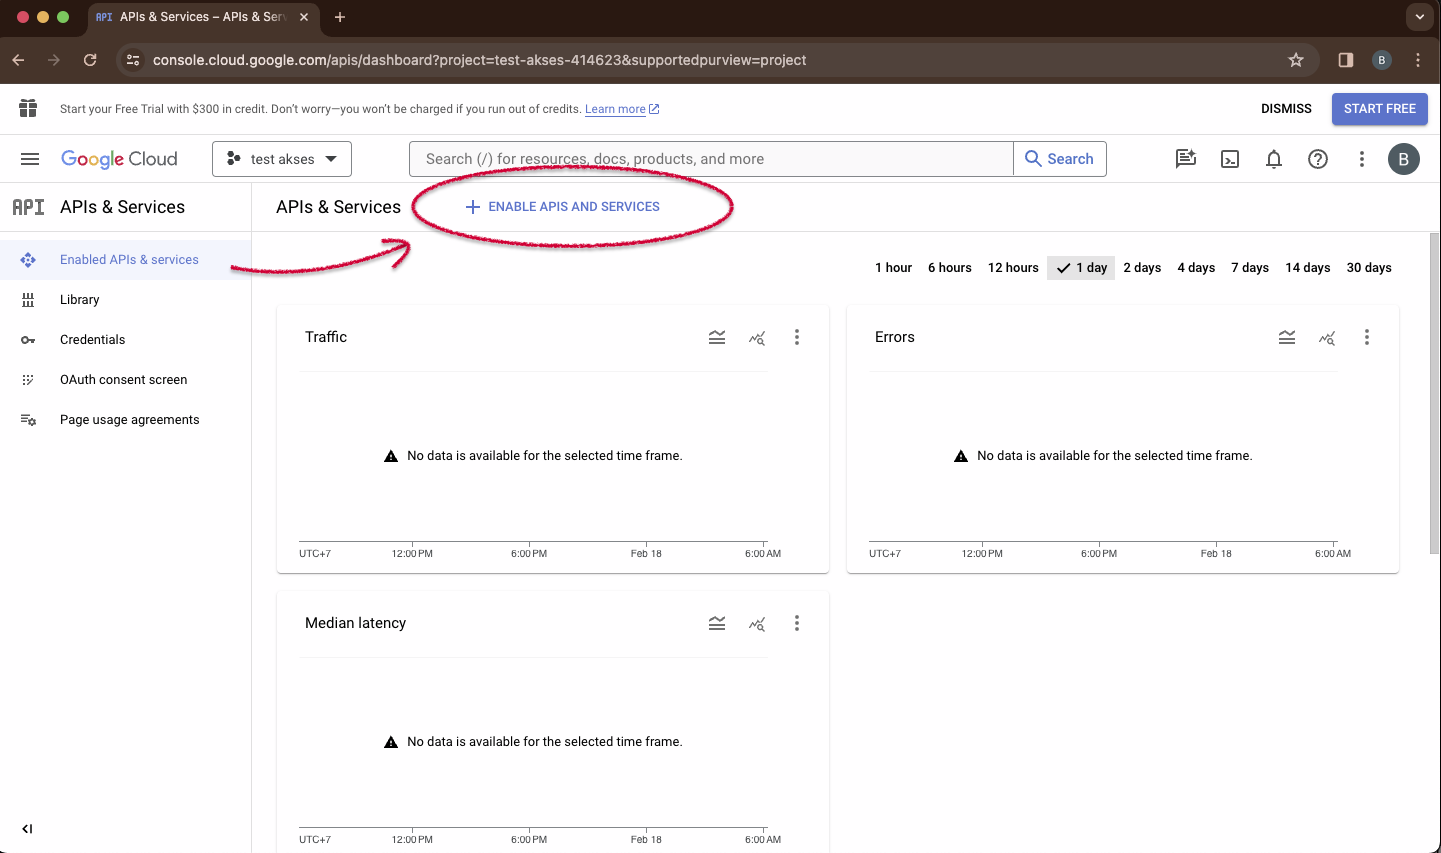 API APIs & Services – APIs & Serv
console.cloud.google.com/apis/dashboard?project=test-akses-414623&supportedpurview=project
B
Start your Free Trial with $300 in credit. Don't worry—you won't be charged if you run out of credits. Learn more
DISMISS
START FREE
Google Cloud
test akses
Search (/) for resources, docs, products, and more
Search
B
API APIs & Services
APIs & Services
ENABLE APIS AND SERVICES
Enabled APIs & services
Library
Credentials
OAuth consent screen
Page usage agreements
1 hour 6 hours 12 hours 1 day 2 days 4 days 7 days 14 days 30 days
Traffic
No data is available for the selected time frame.
UTC+7 12:00 PM 6:00 PM Feb 18 6:00 AM
Errors
No data is available for the selected time frame.
UTC+7 12:00 PM 6:00 PM Feb 18 6:00 AM
Median latency
No data is available for the selected time frame.
UTC+7 12:00 PM 6:00 PM Feb 18 6:00 AM